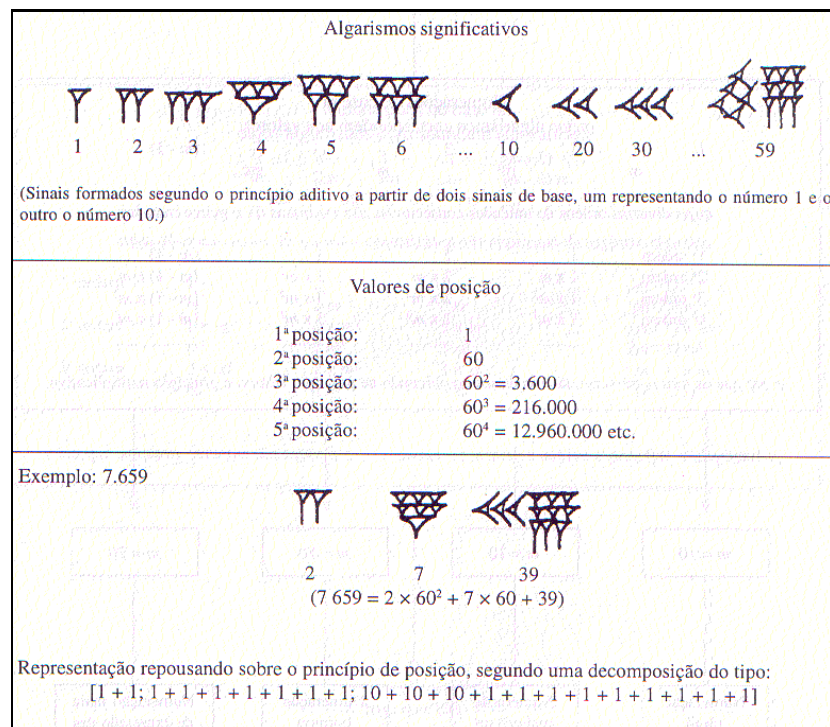 Algarismos significativos
1 2 3 4 5 6 ... 10 20 30 ... 59
(Sinais formados segundo o princípio aditivo a partir de dois sinais de base, um representando o número 1 e o
outro o número 10.)
Valores de posição
1ª posição: 1
2ª posição: 60
3ª posição: 60² = 3.600
4ª posição: 60³ = 216.000
5ª posição: 60⁴ = 12.960.000 etc.
Exemplo: 7.659
2 7 39
(7 659 = 2 × 60² + 7 × 60 + 39)
Representação repousando sobre o princípio de posição, segundo uma decomposição do tipo:
[1 + 1; 1 + 1 + 1 + 1 + 1 + 1 + 1; 10 + 10 + 10 + 1 + 1 + 1 + 1 + 1 + 1 + 1 + 1 + 1]